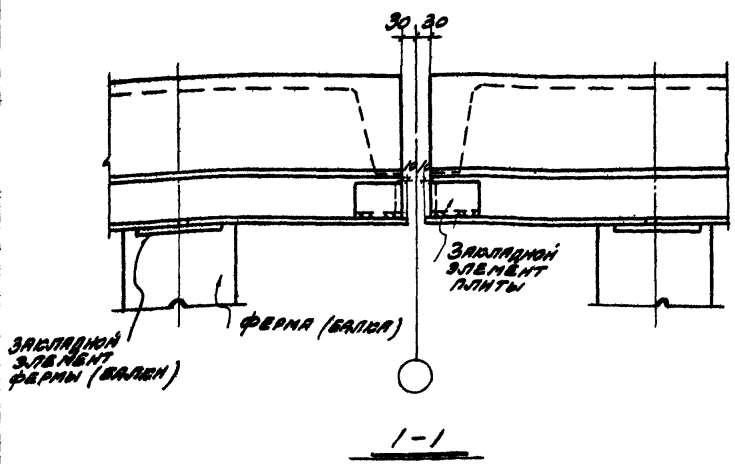 30 30
10 10
ЗАКЛАДНОЙ
ЭЛЕМЕНТ
ПЛИТЫ
ФЕРМА (БАЛКА)
ЗАКЛАДНОЙ
ЭЛЕМЕНТ
ФЕРМЫ (БАЛКИ)
1-1